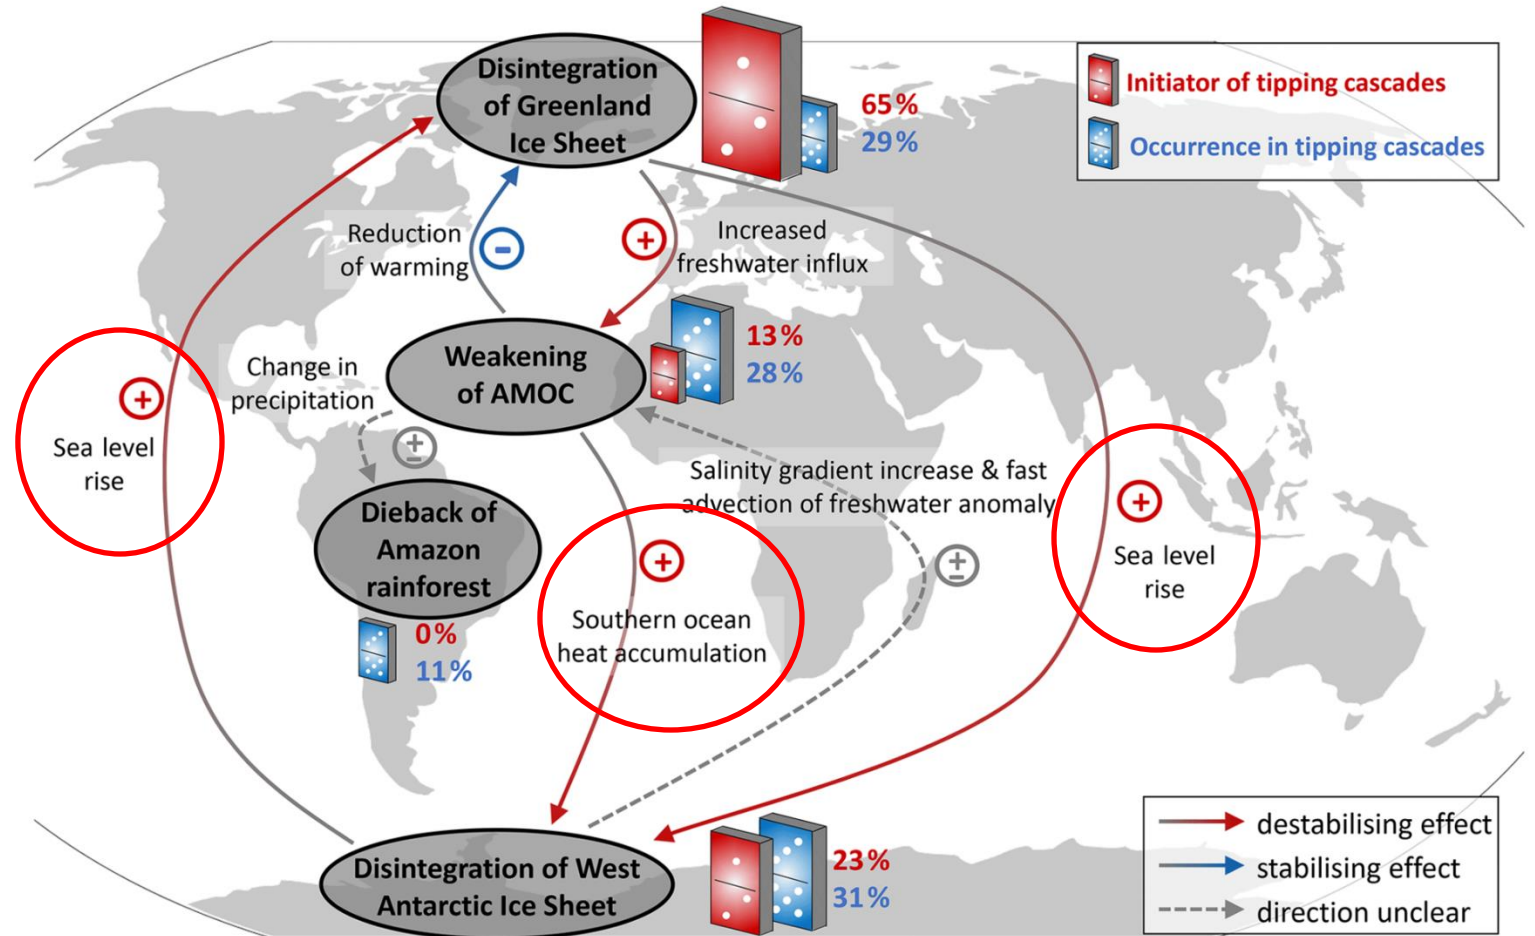 Disintegration
of Greenland
Ice Sheet
65%
29%
Initiator of tipping cascades
Occurrence in tipping cascades
Reduction
of warming
-
+
Increased
freshwater influx
Weakening
of AMOC
13%
28%
Change in
precipitation
±
+
Sea level
rise
Salinity gradient increase & fast
advection of freshwater anomaly
±
+
Sea level
rise
Dieback of
Amazon
rainforest
0%
11%
+
Southern ocean
heat accumulation
Disintegration of West
Antarctic Ice Sheet
23%
31%
destabilising effect
stabilising effect
direction unclear